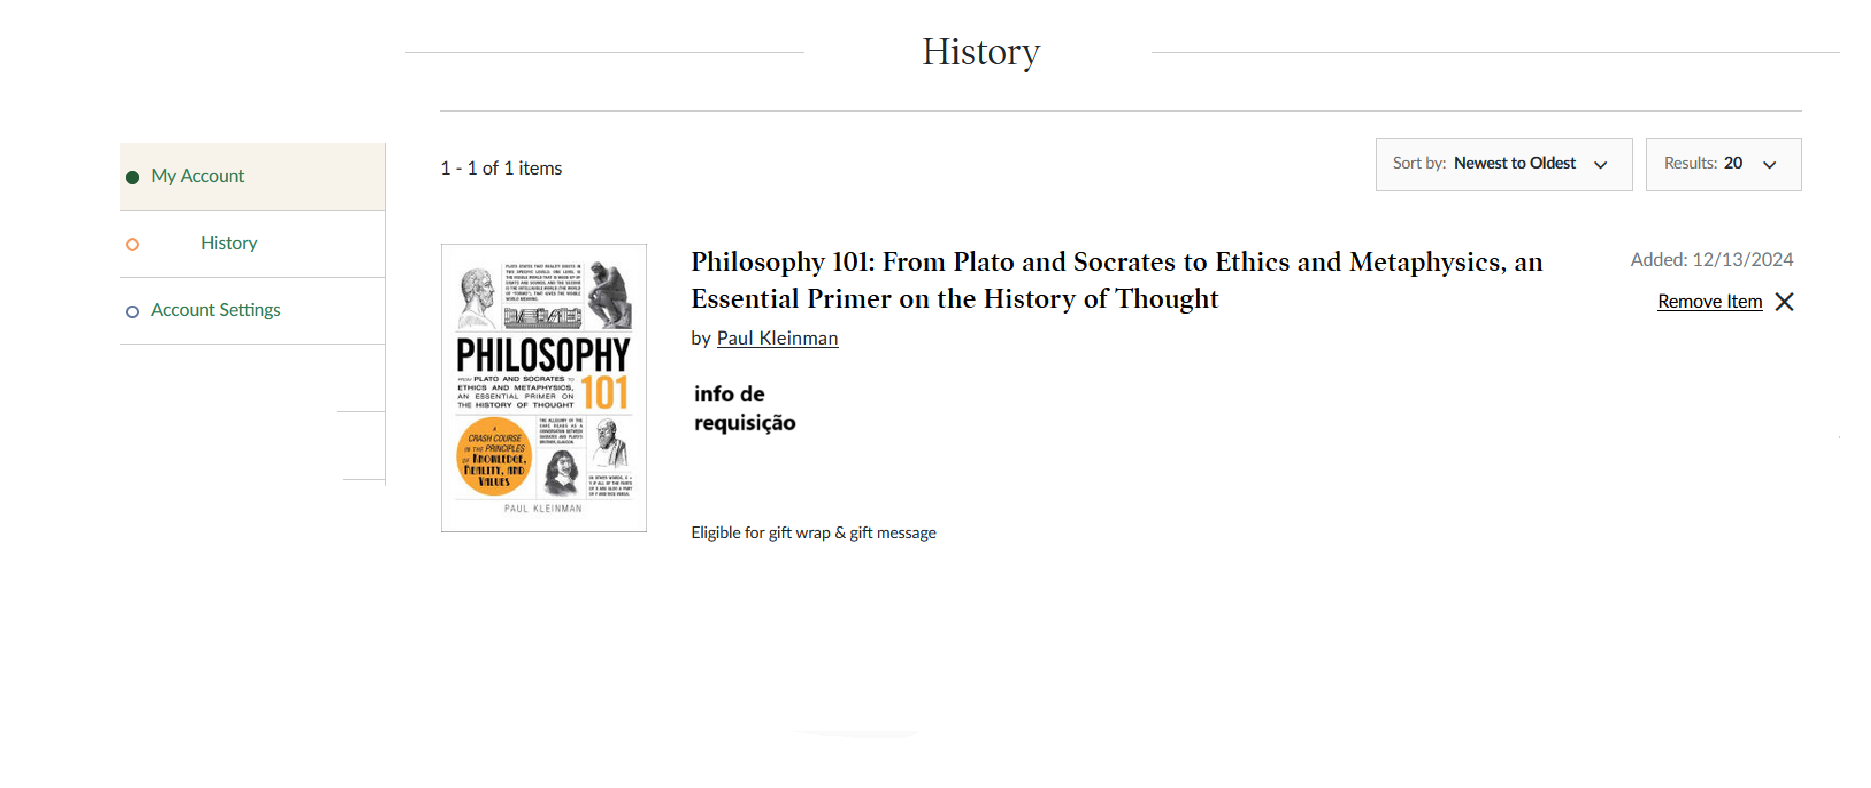 History
My Account
History
Account Settings
1 - 1 of 1 items
Sort by: Newest to Oldest
Results: 20
PHILOSOPHY
FROM PLATO AND SOCRATES TO
ETHICS AND METAPHYSICS,
AN ESSENTIAL PRIMER ON
THE HISTORY OF THOUGHT
101
A
CRASH COURSE
IN THE PRINCIPLES
OF KNOWLEDGE,
REALITY, AND
VALUES
PAUL KLEINMAN
Philosophy 101: From Plato and Socrates to Ethics and Metaphysics, an
Essential Primer on the History of Thought
by Paul Kleinman
info de
requisição
Eligible for gift wrap & gift message
Added: 12/13/2024
Remove Item